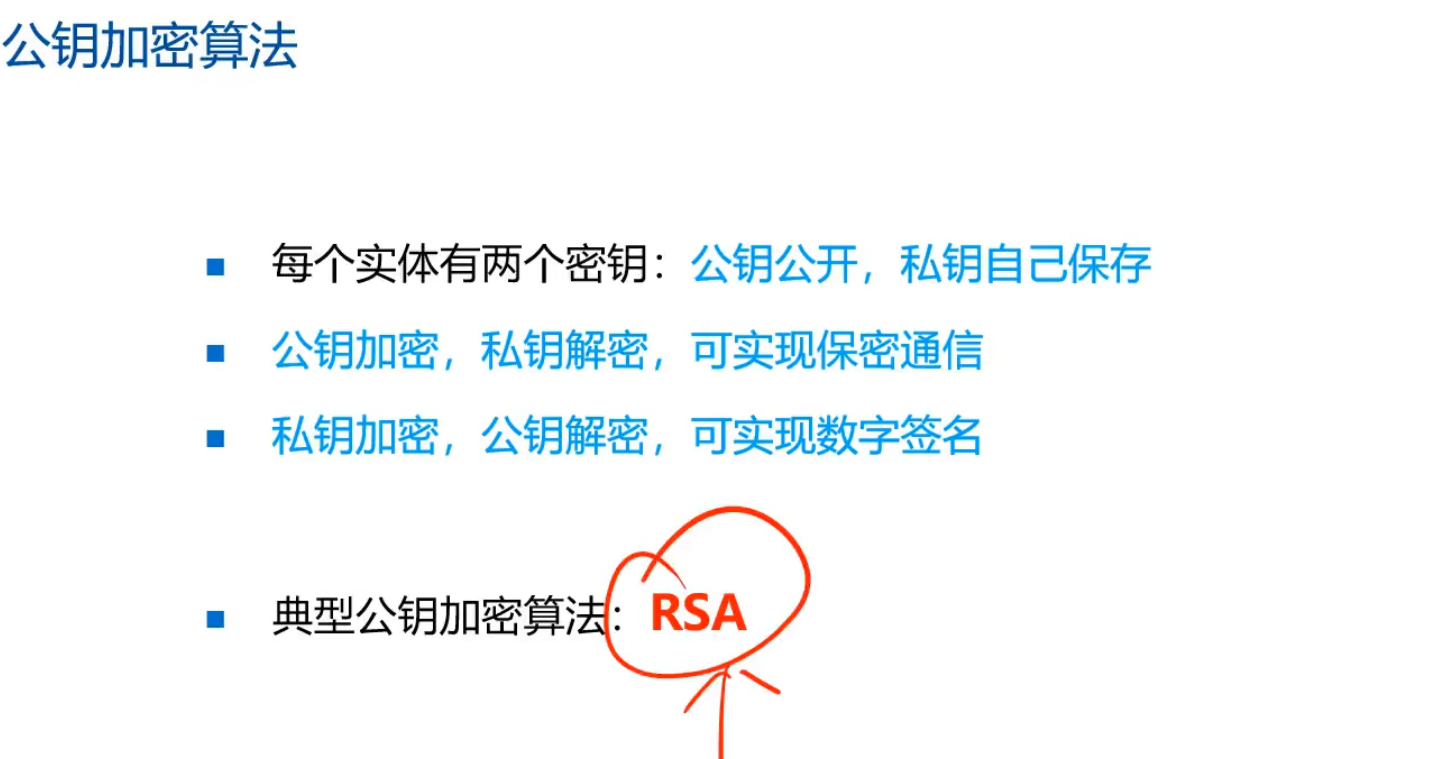 公钥加密算法
每个实体有两个密钥：公钥公开，私钥自己保存
公钥加密，私钥解密，可实现保密通信
私钥加密，公钥解密，可实现数字签名
典型公钥加密算法：RSA